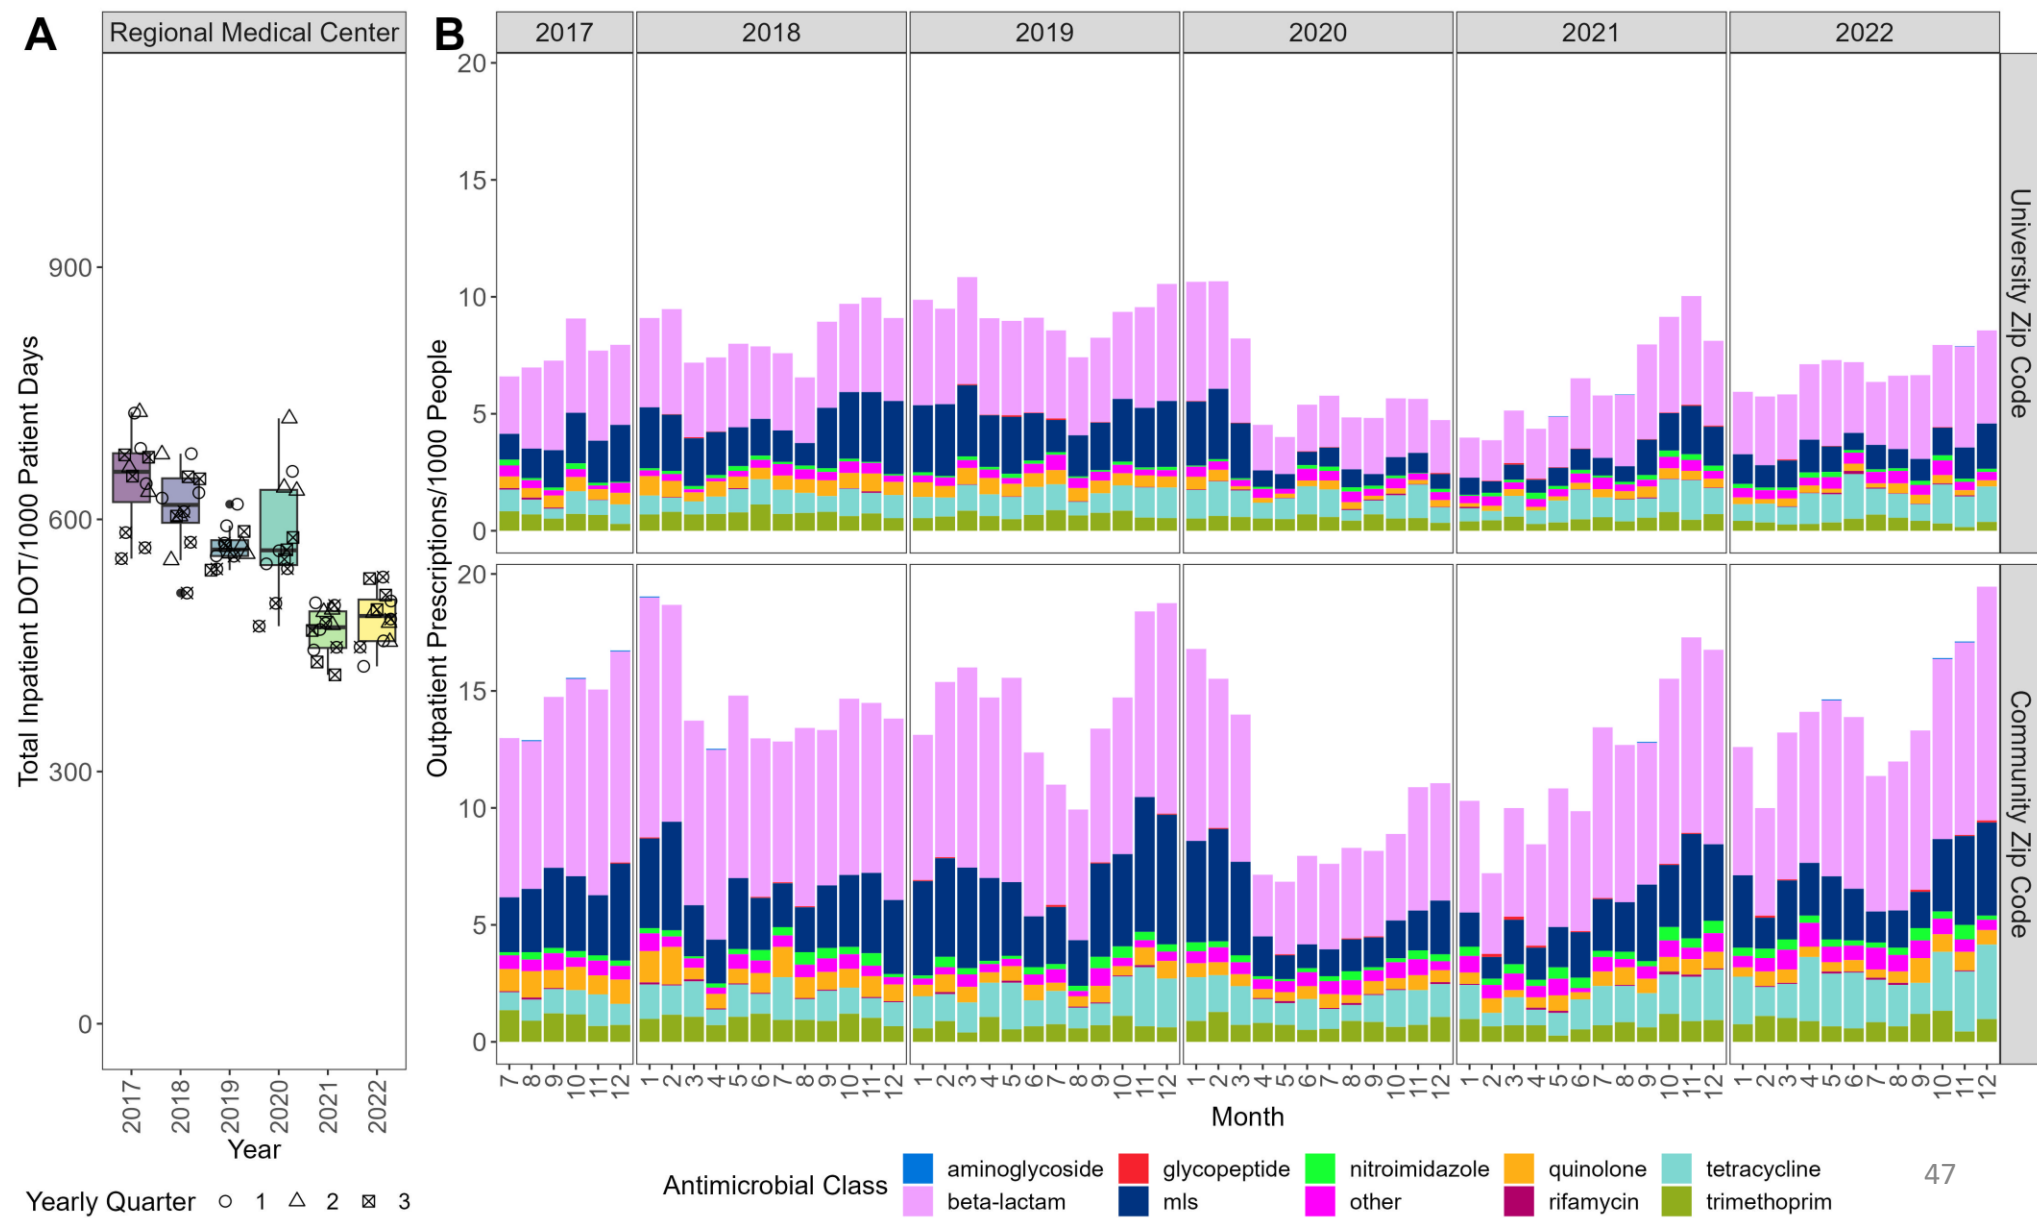 A
Regional Medical Center
Total Inpatient DOT/1000 Patient Days
900
600
300
0
2017
2018
2019
2020
2021
2022
Year
Yearly Quarter 1 2 3
B
2017 2018 2019 2020 2021 2022
Outpatient Prescriptions/1000 People
20
15
10
5
0
University Zip Code
20
15
10
5
0
Community Zip Code
7 8 9 10 11 12 1 2 3 4 5 6 7 8 9 10 11 12 1 2 3 4 5 6 7 8 9 10 11 12 1 2 3 4 5 6 7 8 9 10 11 12 1 2 3 4 5 6 7 8 9 10 11 12 1 2 3 4 5 6 7 8 9 10 11 12
Month
Antimicrobial Class
aminoglycoside glycopeptide nitroimidazole quinolone tetracycline
beta-lactam mls other rifamycin trimethoprim
47